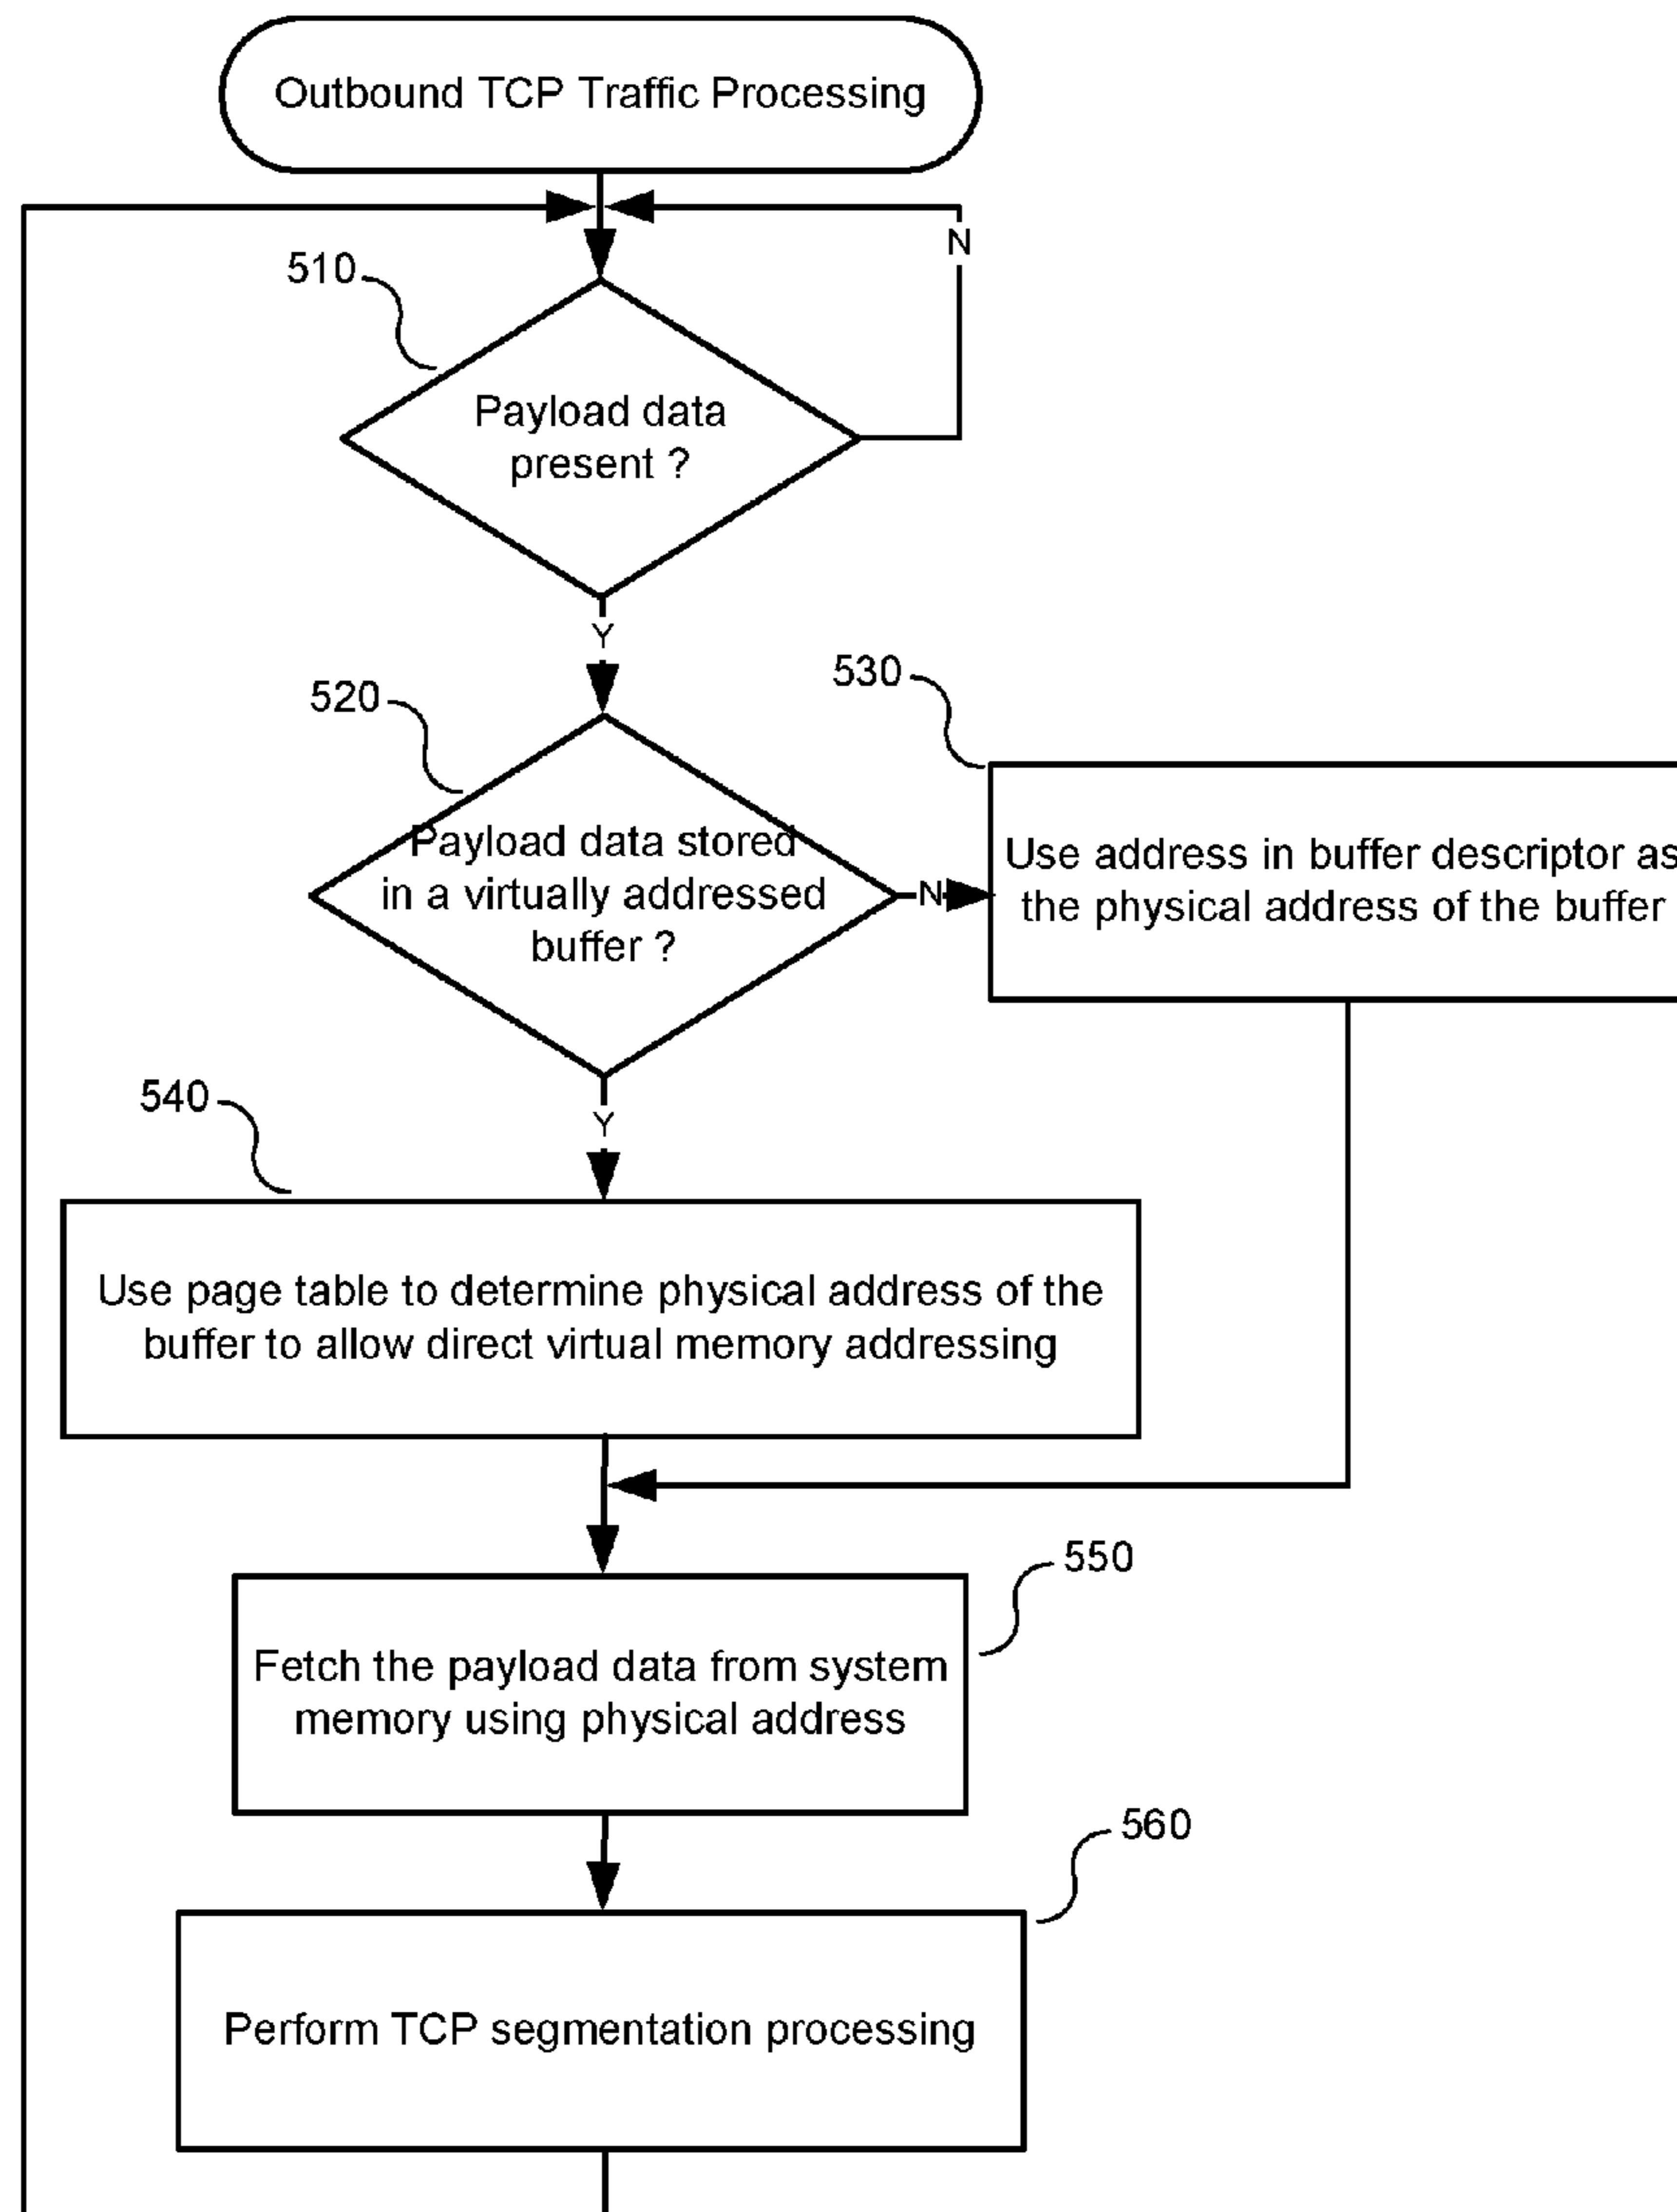 Outbound TCP Traffic Processing
N
510
Payload data
present ?
Y
520
530
Payload data stored
in a virtually addressed
buffer ?
N
Use address in buffer descriptor as
the physical address of the buffer
Y
540
Use page table to determine physical address of the
buffer to allow direct virtual memory addressing
550
Fetch the payload data from system
memory using physical address
560
Perform TCP segmentation processing